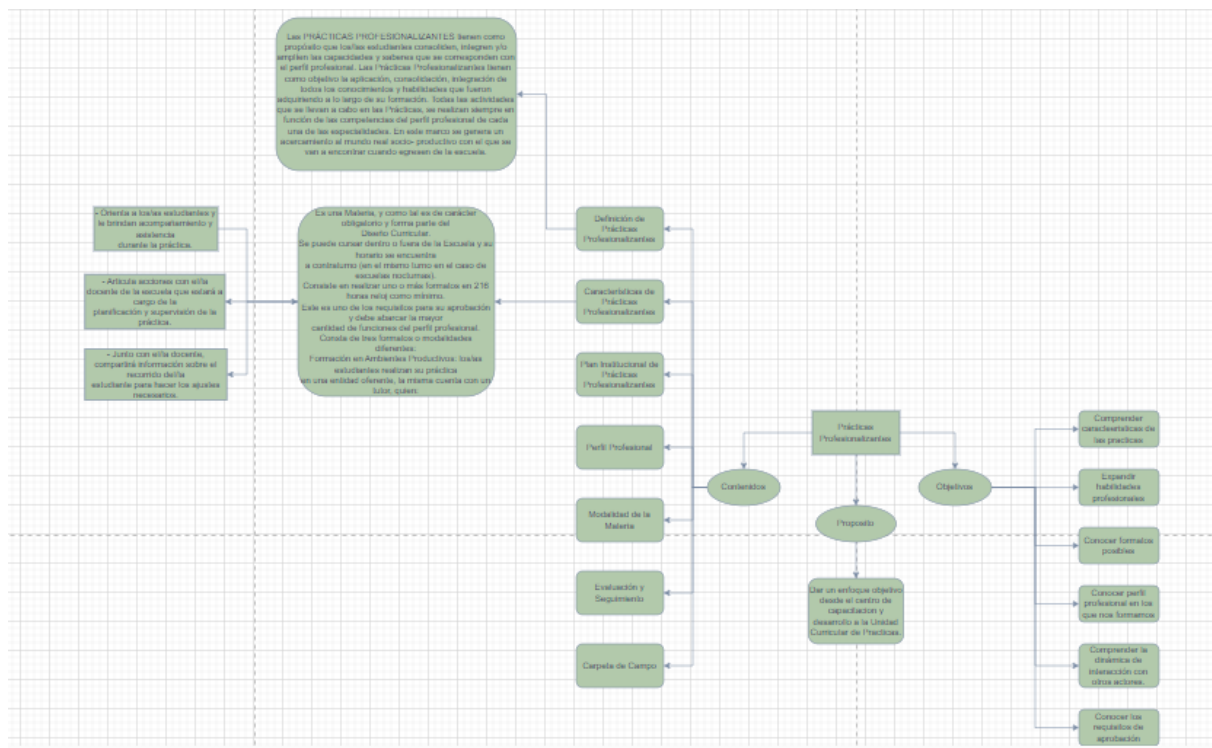 Las PRÁCTICAS PROFESIONALIZANTES tienen como
propósito que los/las estudiantes consoliden, integren y/o
amplíen las capacidades y saberes que se corresponden con
el perfil profesional. Las Prácticas Profesionalizantes tienen
como objetivo la aplicación, consolidación, integración de
todos los conocimientos y habilidades que fueron
adquiriendo a lo largo de su formación. Todas las actividades
que se llevan a cabo en las Prácticas, se realizan siempre en
función de las competencias del perfil profesional de cada
una de las especialidades. En este marco se genera un
acercamiento al mundo real socio- productivo con el que se
van a encontrar cuando egresen de la escuela.
- Orienta a los/as estudiantes y
le brindan acompañamiento y
asistencia
durante la práctica.
- Articula acciones con el/la
docente de la escuela que estará a
cargo de la
planificación y supervisión de la
práctica.
- Junto con el/la docente,
compartirá información sobre el
recorrido del/la
estudiante para hacer los ajustes
necesarios.
Es una Materia, y como tal es de carácter
obligatorio y forma parte del
Diseño Curricular.
Se puede cursar dentro o fuera de la Escuela y su
horario se encuentra
a contraturno (en el mismo turno en el caso de
escuelas nocturnas).
Consiste en realizar uno o más formatos en 216
horas reloj como mínimo.
Este es uno de los requisitos para su aprobación
y debe abarcar la mayor
cantidad de funciones del perfil profesional.
Consta de tres formatos o modalidades
diferentes:
Formación en Ambientes Productivos: los/as
estudiantes realizan su práctica
en una entidad oferente, la misma cuenta con un
tutor, quien:
Definición de
Prácticas
Profesionalizantes
Características de
Prácticas
Profesionalizantes
Plan Institucional de
Prácticas
Profesionalizantes
Perfil Profesional
Modalidad de la
Materia
Evaluación y
Seguimiento
Carpeta de Campo
Prácticas
Profesionalizantes
Contenidos
Proposito
Objetivos
Dar un enfoque objetivo
desde el centro de
capacitacion y
desarrollo a la Unidad
Curricular de Practicas.
Comprender
características de
las practicas
Expandir
habilidades
profesionales
Conocer formatos
posibles
Conocer perfil
profesional en los
que nos formamos
Comprender la
dinámica de
interacción con
otros actores.
Conocer los
requisitos de
aprobación